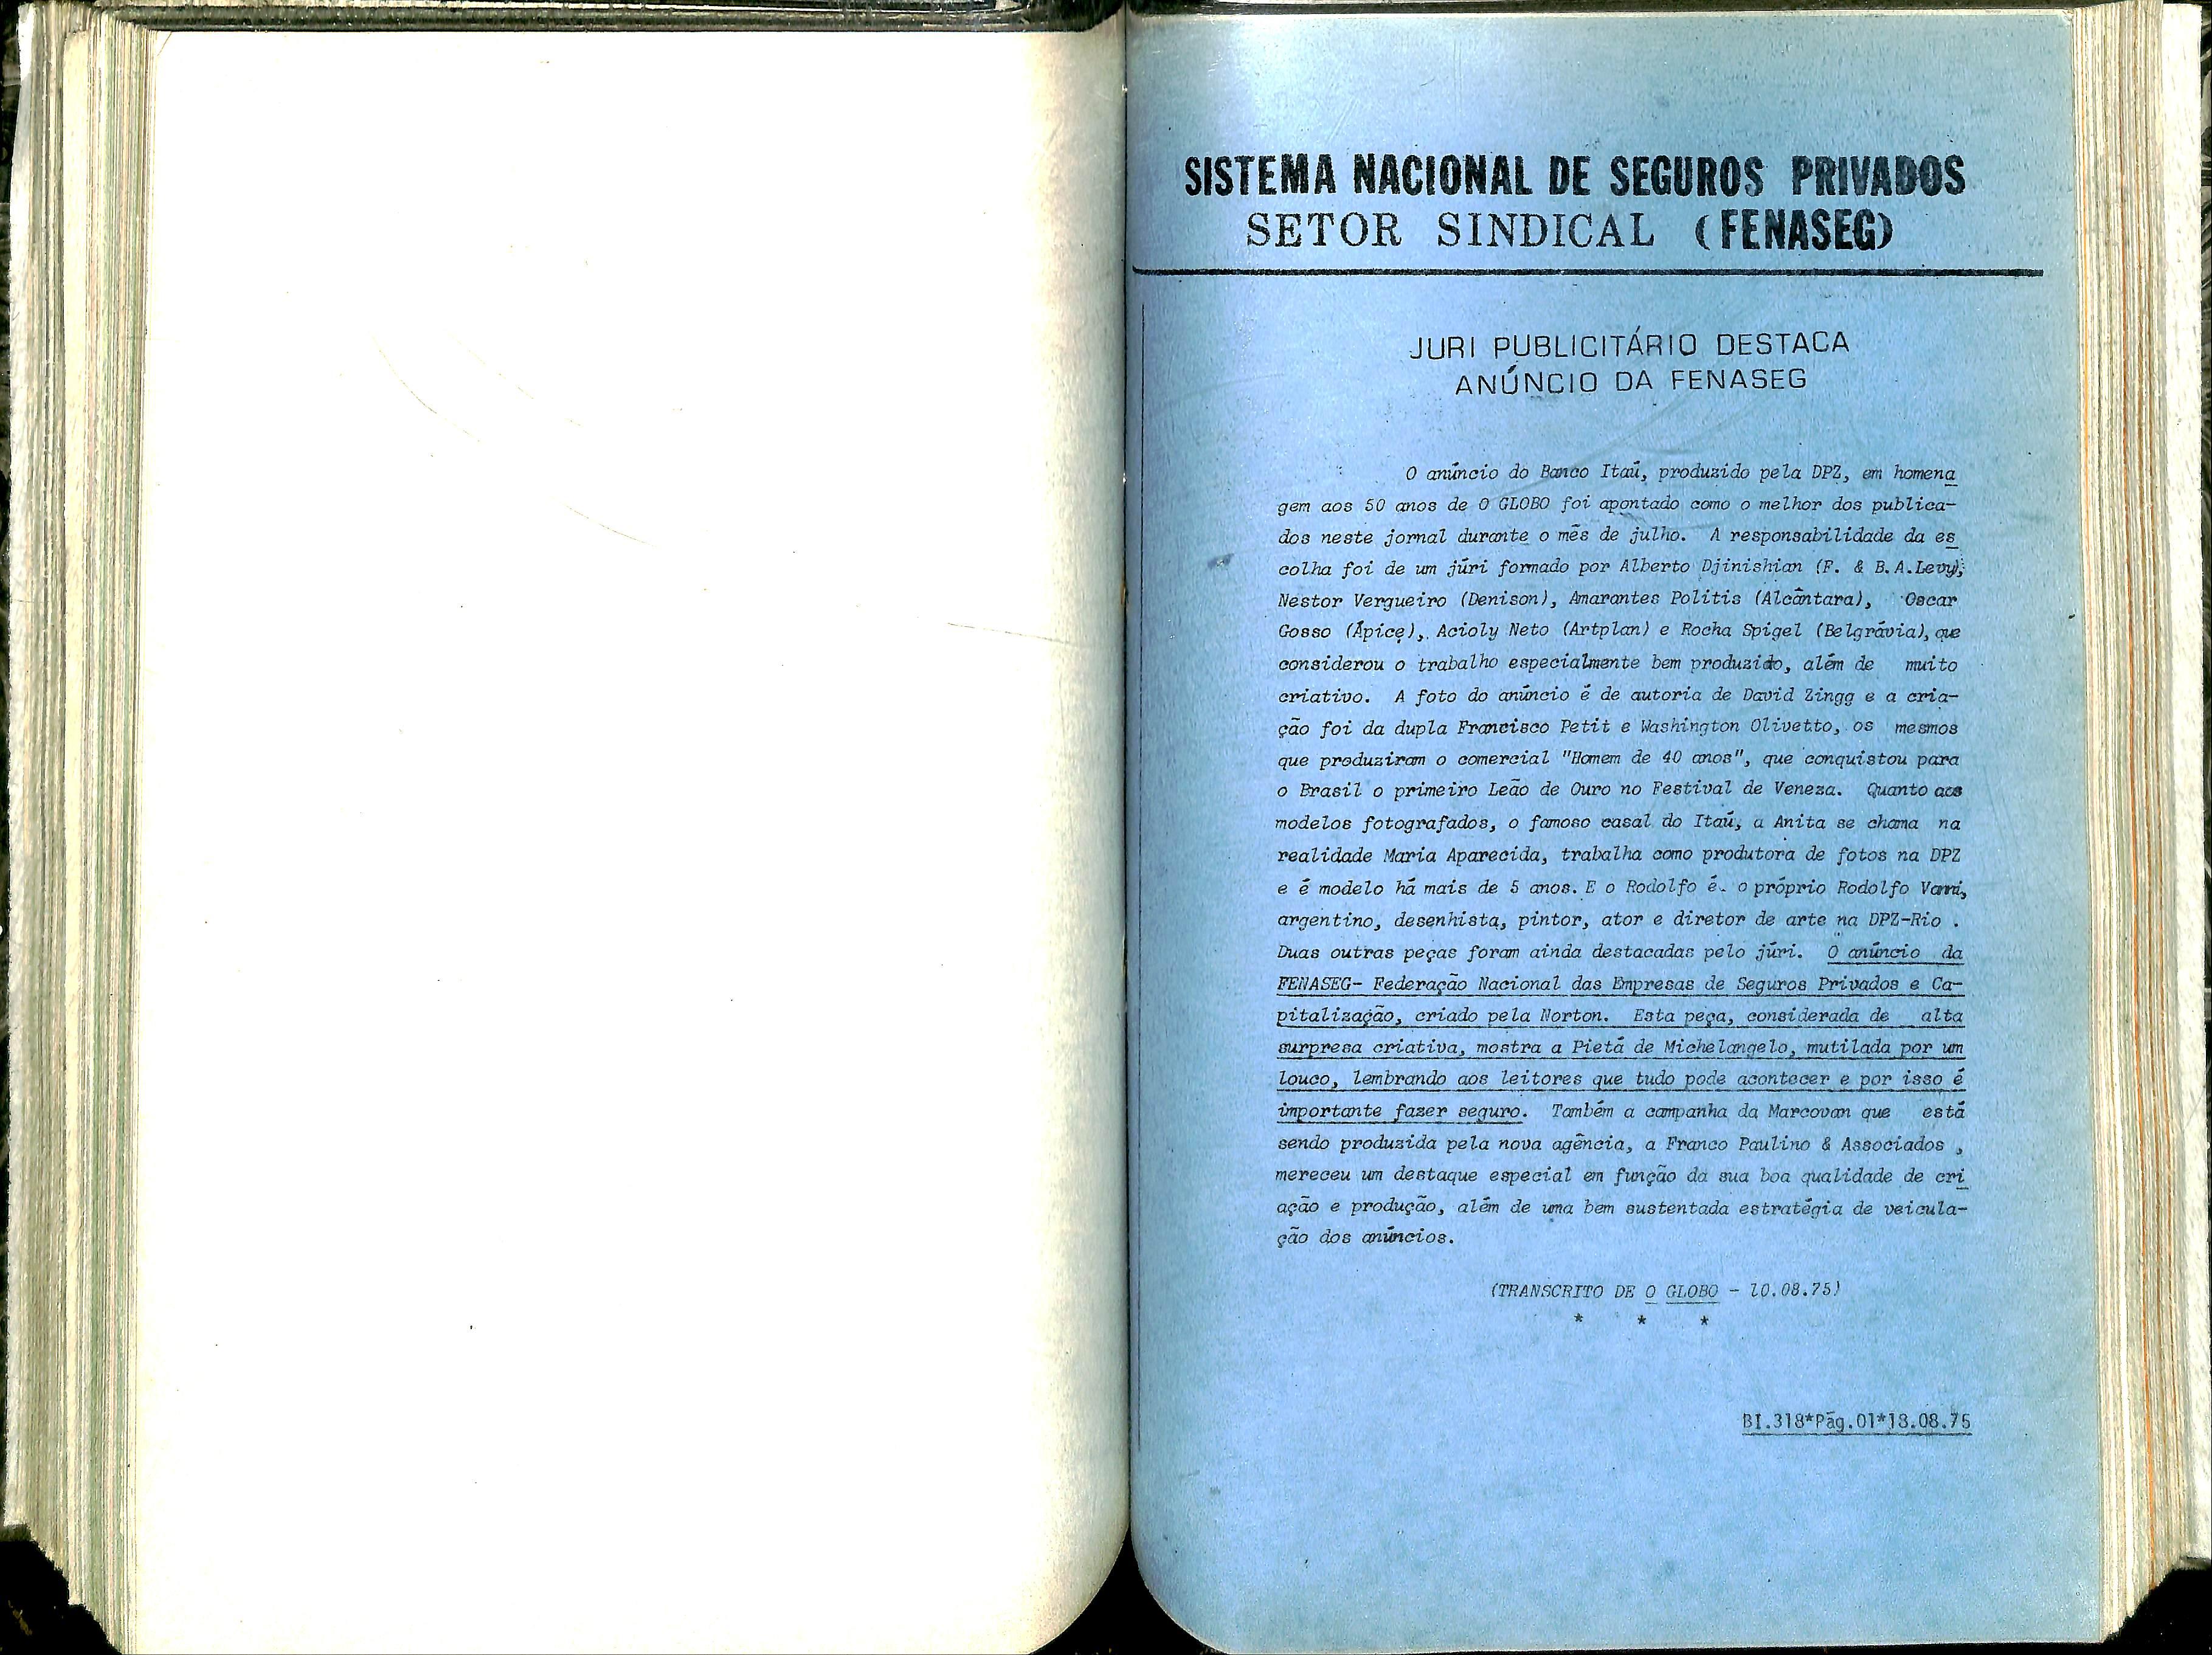 SISTEMA NACIONAL DE SEGUROS PRIVADOS
SETOR SINDICAL (FENASEG)
JURI PUBLICITÁRIO DESTACA
ANÚNCIO DA FENASEG
O anúncio do Banco Itaú, produzido pela DPZ, em homena
gem aos 50 anos de O GLOBO foi apontado como o melhor dos publica-
dos neste jornal durante o mês de julho. A responsabilidade da es
colha foi de um júri formado por Alberto Djinishian (F. & B.A.Levy),
Nestor Vergueiro (Denison), Amarantes Politis (Alcântara), Oscar
Gosso (Ápice), Acioly Neto (Artplan) e Rocha Spigel (Belgrávia), que
considerou o trabalho especialmente bem produzido, além de muito
criativo. A foto do anúncio é de autoria de David Zingg e a cria-
ção foi da dupla Francisco Petit e Washington Olivetto, os mesmos
que produziram o comercial "Homem de 40 anos", que conquistou para
o Brasil o primeiro Leão de Ouro no Festival de Veneza. Quanto aos
modelos fotografados, o famoso casal do Itaú, a Anita se chama na
realidade Maria Aparecida, trabalha como produtora de fotos na DPZ
e é modelo há mais de 5 anos. E o Rodolfo é o próprio Rodolfo Vanni,
argentino, desenhista, pintor, ator e diretor de arte na DPZ-Rio .
Duas outras peças foram ainda destacadas pelo júri. O anúncio da
FENASEG- Federação Nacional das Empresas de Seguros Privados e Ca-
pitalização, criado pela Norton. Esta peça, considerada de alta
surpresa criativa, mostra a Pietá de Michelangelo, mutilada por um
louco, lembrando aos leitores que tudo pode acontecer e por isso é
importante fazer seguro. Também a campanha da Marcovan que está
sendo produzida pela nova agência, a Franco Paulino & Associados ,
mereceu um destaque especial em função da sua boa qualidade de cri
ação e produção, além de uma bem sustentada estratégia de veicula-
ção dos anúncios.
(TRANSCRITO DE O GLOBO - 10.08.75)
* * *
BI.318*Pág.01*18.08.75